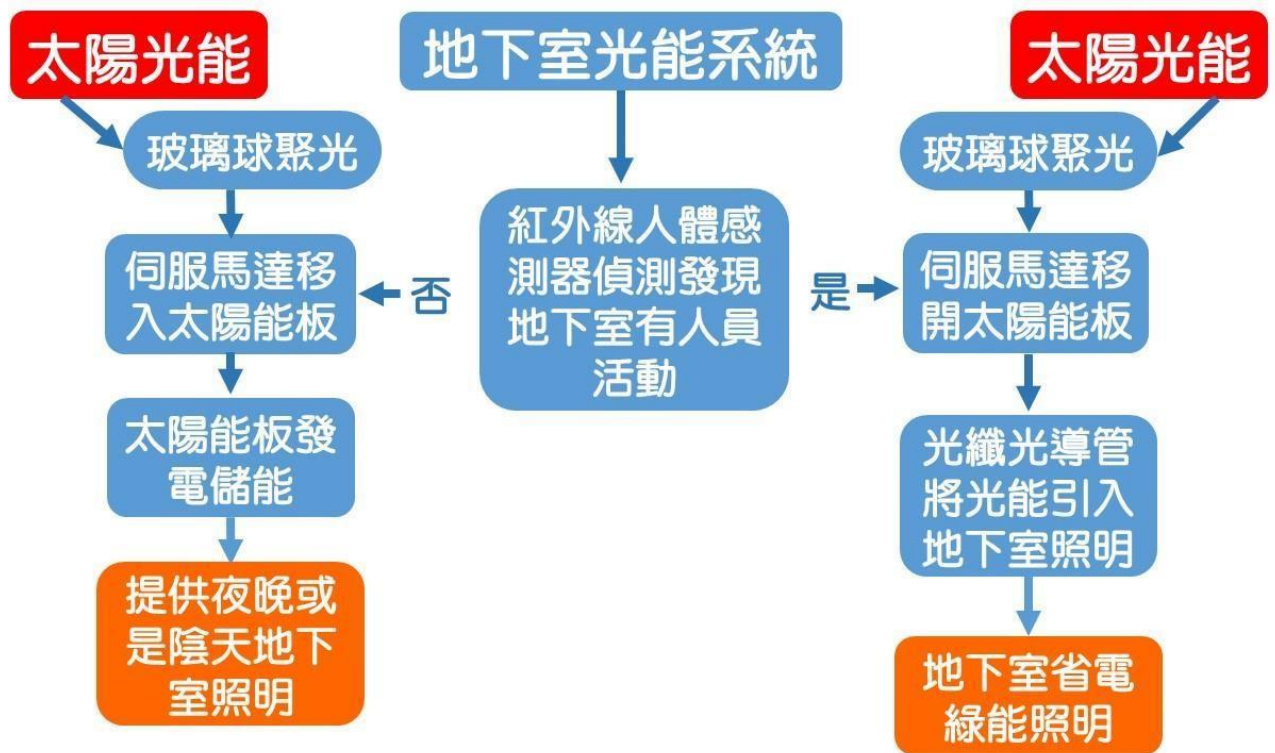 太陽光能
地下室光能系統
太陽光能
玻璃球聚光
玻璃球聚光
紅外線人體感
測器偵測發現
地下室有人員
活動
伺服馬達移
入太陽能板
否
是
伺服馬達移
開太陽能板
太陽能板發
電儲能
光纖光導管
將光能引入
地下室照明
提供夜晚或
是陰天地下
室照明
地下室省電
綠能照明